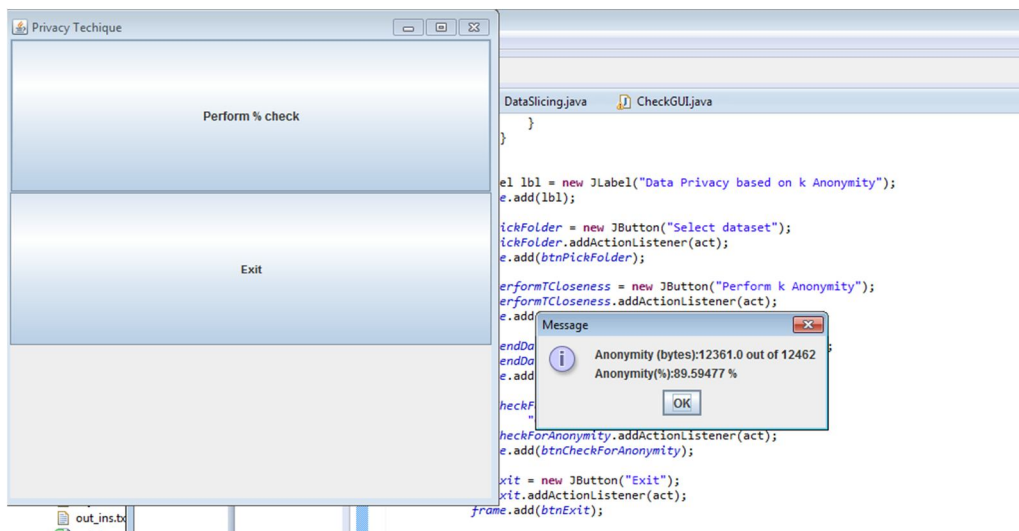 Privacy Techique
Perform % check
Exit
DataSlicing.java
CheckGUI.java
}
}
el lbl = new JLabel("Data Privacy based on k Anonymity");
e.add(lbl);
ickFolder = new JButton("Select dataset");
ickFolder.addActionListener(act);
e.add(btnPickFolder);
erformTCloseness = new JButton("Perform k Anonymity");
erformTCloseness.addActionListener(act);
e.add
endDa
endDa
e.add
heckF
"
heckForAnonymity.addActionListener(act);
e.add(btnCheckForAnonymity);
xit = new JButton("Exit");
xit.addActionListener(act);
frame.add(btnExit);
Message
Anonymity (bytes):12361.0 out of 12462
Anonymity(%):89.59477 %
OK
out_ins.tx